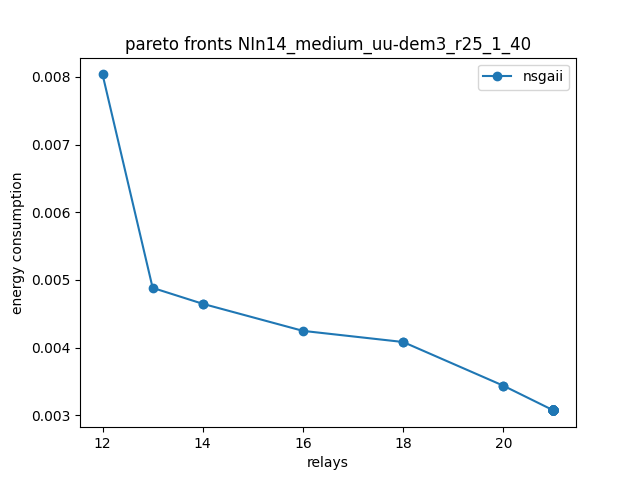 pareto fronts NIn14_medium_uu-dem3_r25_1_40
nsgaii
0.008
0.007
0.006
0.005
0.004
0.003
energy consumption
12 14 16 18 20
relays